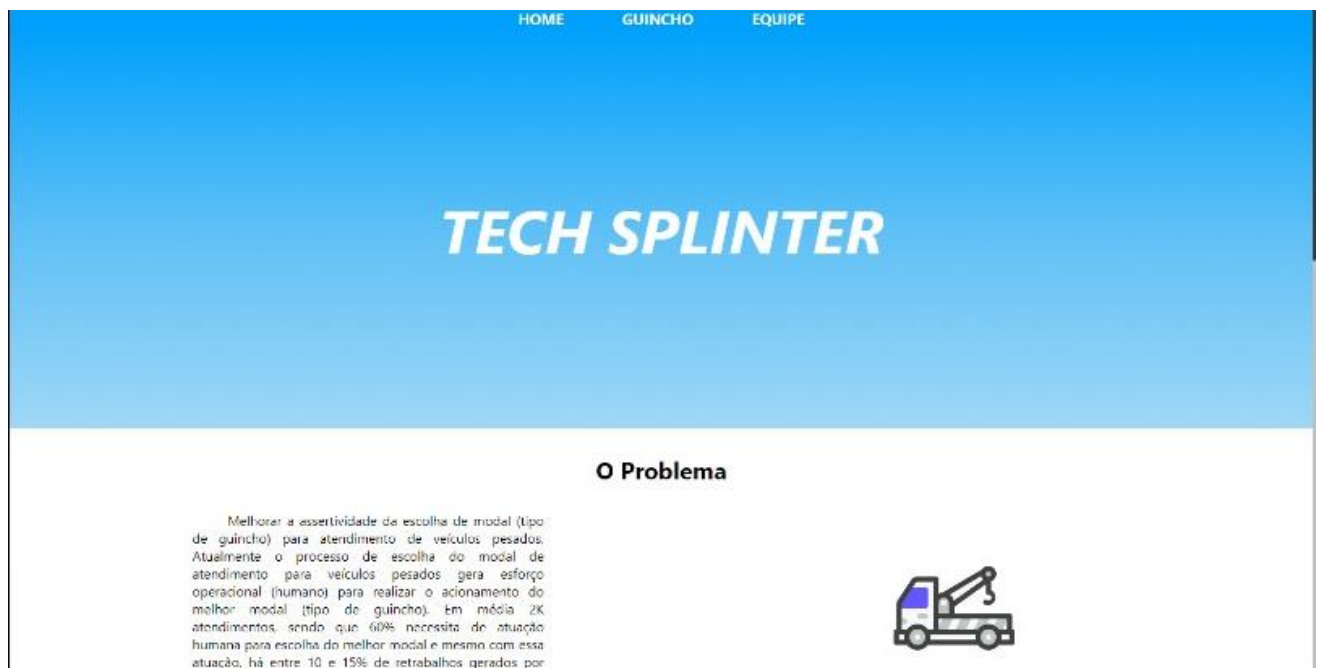 HOME GUINCHO EQUIPE
TECH SPLINTER
O Problema
Melhorar a assertividade da escolha de modal (tipo
de guincho) para atendimento de veículos pesados.
Atualmente o processo de escolha do modal de
atendimento para veículos pesados gera esforço
operacional (humano) para realizar o acionamento do
melhor modal (tipo de guincho). Em média 2K
atendimentos, sendo que 60% necessita de atuação
humana para escolha do melhor modal e mesmo com essa
atuação, há entre 10 e 15% de retrabalhos gerados por